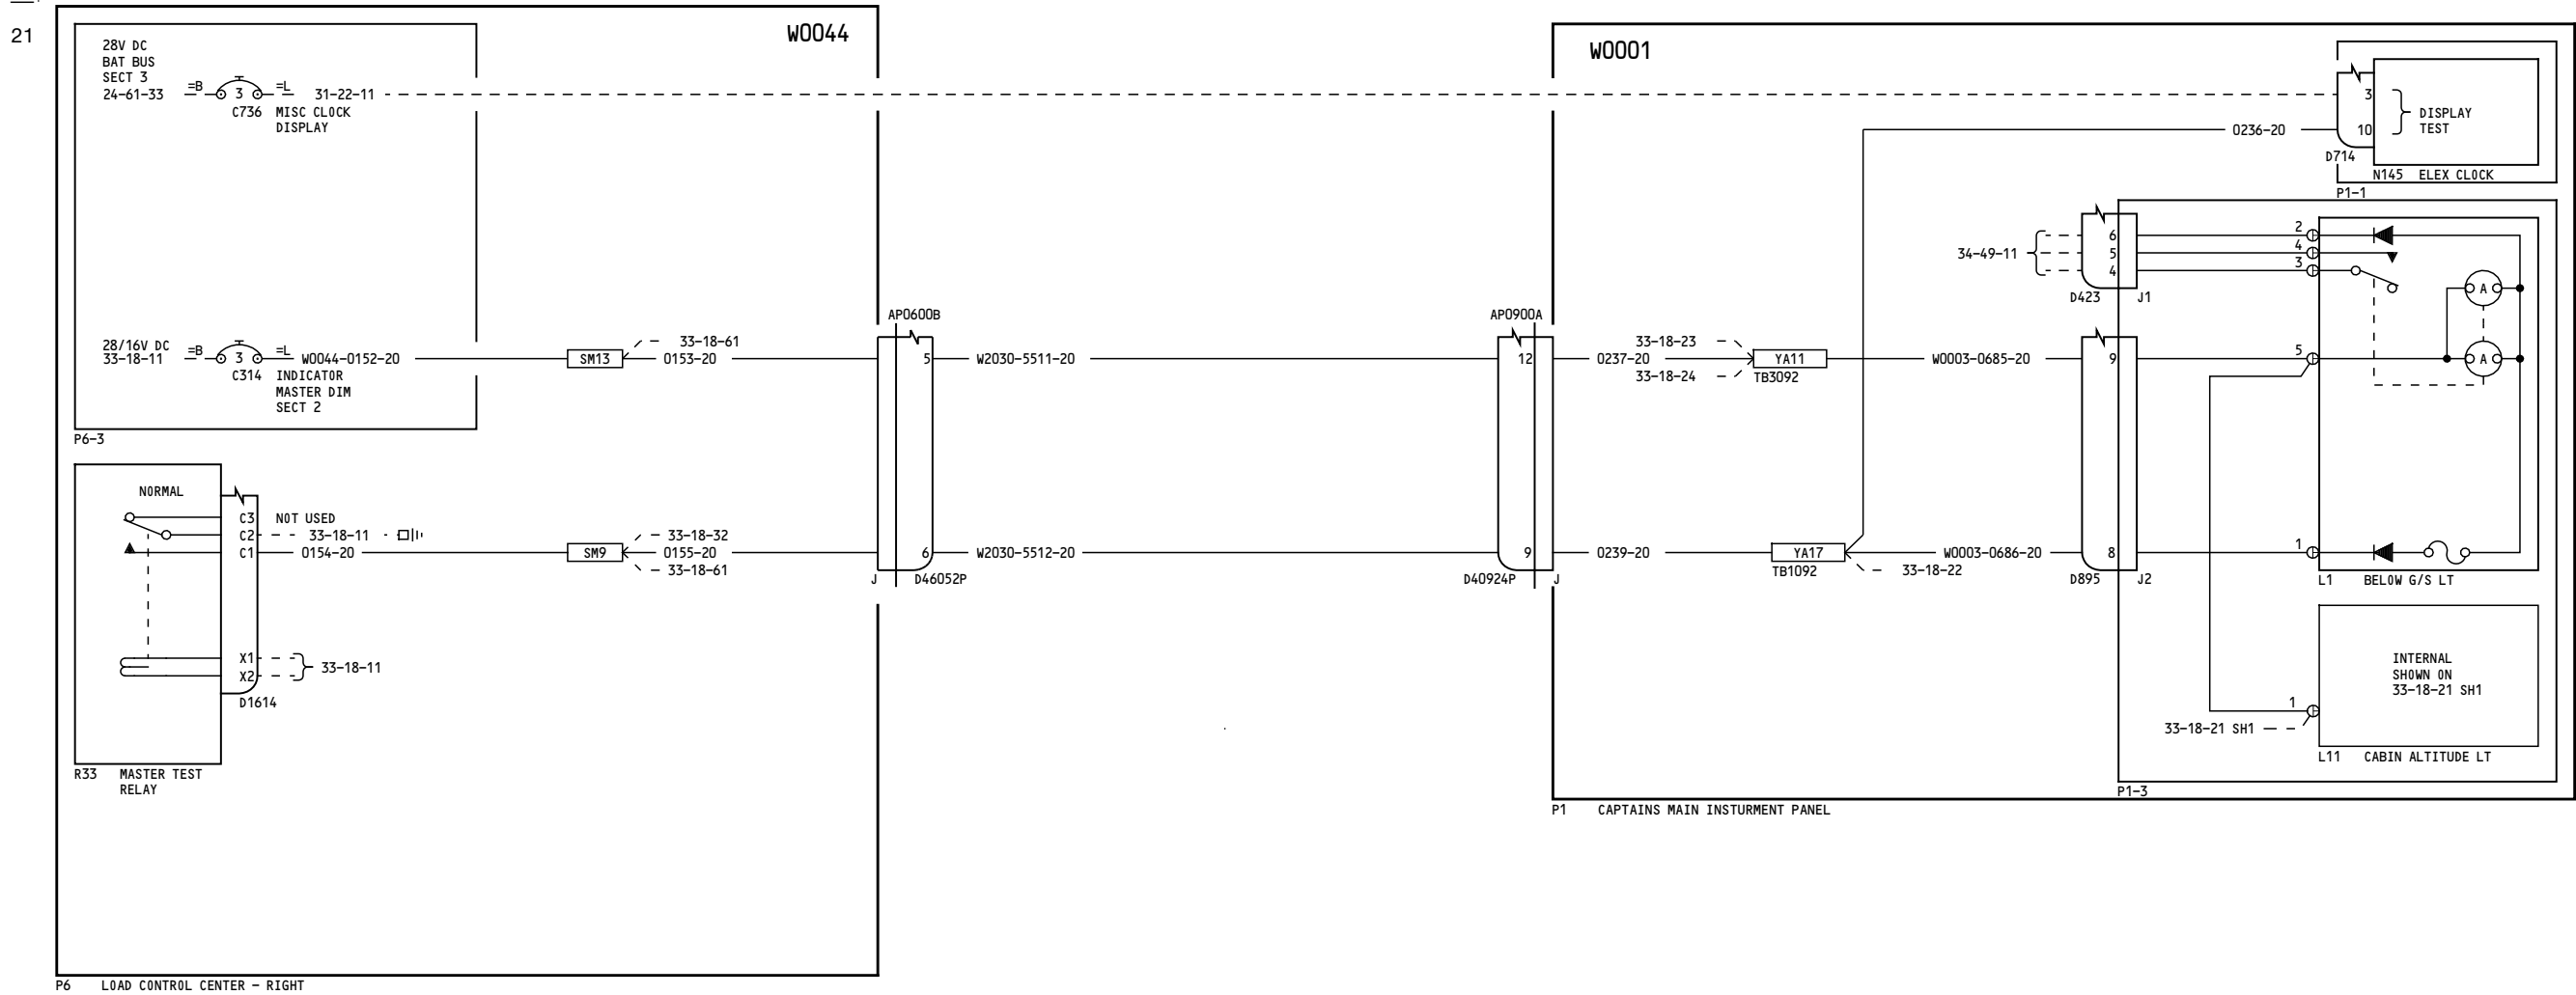 21
W0044
28V DC
BAT BUS
SECT 3
24-61-33
=B
3
=L
31-22-11
C736
MISC CLOCK
DISPLAY
28/16V DC
33-18-11
=B
3
=L
W0044-0152-20
C314
INDICATOR
MASTER DIM
SECT 2
P6-3
SM13
33-18-61
0153-20
NORMAL
C3
NOT USED
C2
33-18-11
C1
0154-20
SM9
33-18-32
0155-20
33-18-61
X1
X2
33-18-11
D1614
R33
MASTER TEST
RELAY
P6
LOAD CONTROL CENTER - RIGHT
AP0600B
5
W2030-5511-20
6
W2030-5512-20
J
D46052P
AP0900A
12
9
D40924P
J
W0001
0237-20
33-18-23
33-18-24
YA11
TB3092
W0003-0685-20
0239-20
YA17
TB1092
W0003-0686-20
33-18-22
0236-20
3
10
DISPLAY
TEST
D714
N145
ELEX CLOCK
P1-1
34-49-11
6
5
4
D423
J1
2
4
3
A
9
5
A
8
D895
J2
1
L1
BELOW G/S LT
INTERNAL
SHOWN ON
33-18-21 SH1
1
33-18-21 SH1
L11
CABIN ALTITUDE LT
P1-3
P1
CAPTAINS MAIN INSTURMENT PANEL